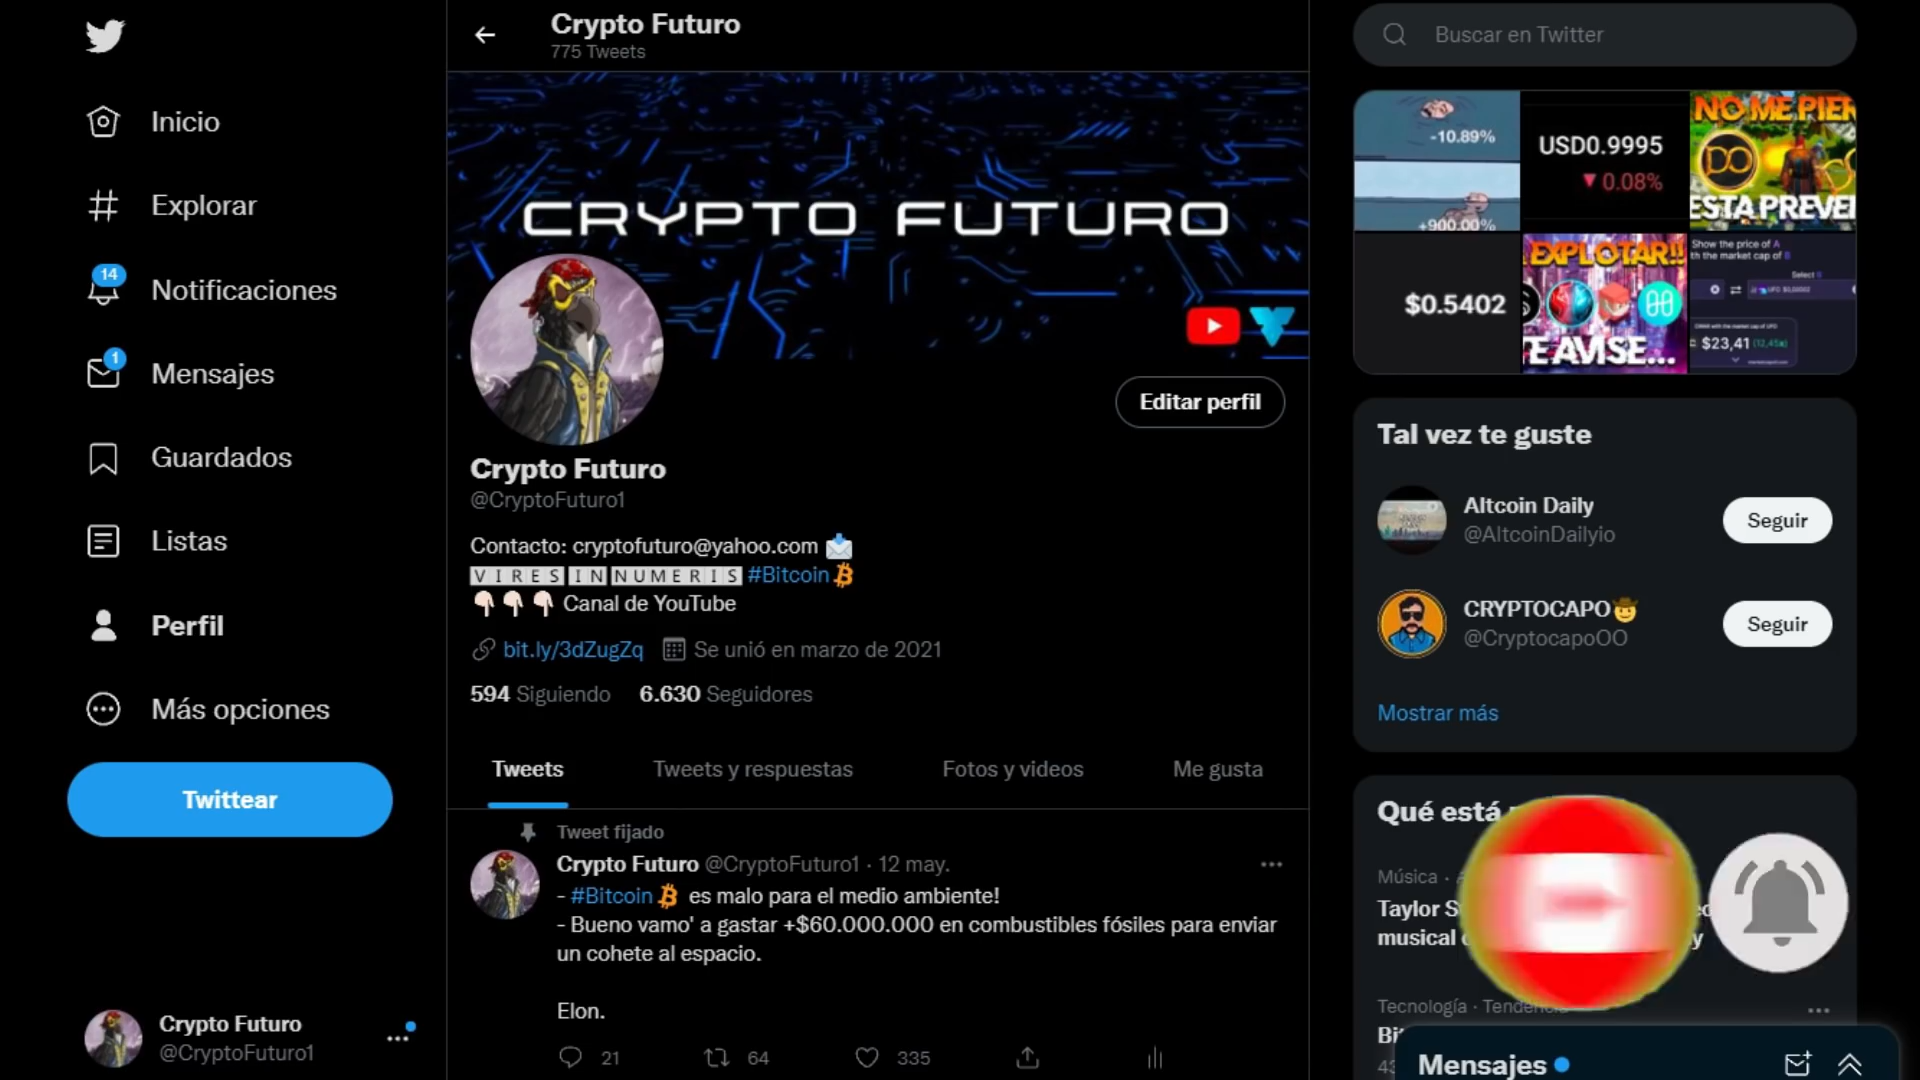 Crypto Futuro
775 Tweets
Inicio
Explorar
14
Notificaciones
1
Mensajes
Guardados
Listas
Perfil
Más opciones
Twittear
Crypto Futuro
@CryptoFuturo1
CRYPTO FUTURO
Editar perfil
Crypto Futuro
@CryptoFuturo1
Contacto: cryptofuturo@yahoo.com
VIRES IN NUMERIS #Bitcoin
Canal de YouTube
bit.ly/3dZugZq Se unió en marzo de 2021
594 Siguiendo 6.630 Seguidores
Tweets Tweets y respuestas Fotos y videos Me gusta
Tweet fijado
Crypto Futuro @CryptoFuturo1 · 12 may.
- #Bitcoin es malo para el medio ambiente!
- Bueno vamo' a gastar +$60.000.000 en combustibles fósiles para enviar
un cohete al espacio.
Elon.
21 64 335
Buscar en Twitter
-10.89%
+900.00%
USD0.9995
▼ 0.08%
NO ME PIER
ESTA PREVE
$0.5402
EXPLOTAR!!
TE AVISE...
Show the price of A
th the market cap of B
Select B
$23,41 (12,45x)
Tal vez te guste
Altcoin Daily
@AltcoinDailyio
Seguir
CRYPTOCAPO
@CryptocapoOO
Seguir
Mostrar más
Qué está
Música ·
Taylor S
musical
Tecnología · Tendencia
Mensajes